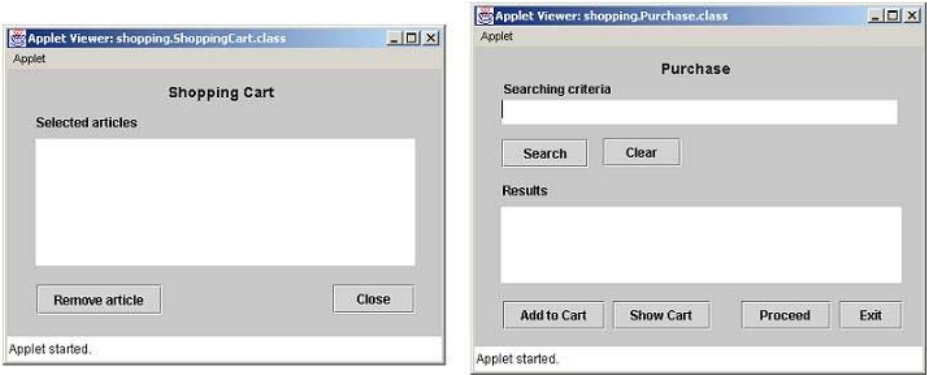 Applet Viewer: shopping.ShoppingCart.class
Applet
Shopping Cart
Selected articles
Remove article Close
Applet started.
Applet Viewer: shopping.Purchase.class
Applet
Purchase
Searching criteria
Search Clear
Results
Add to Cart Show Cart Proceed Exit
Applet started.